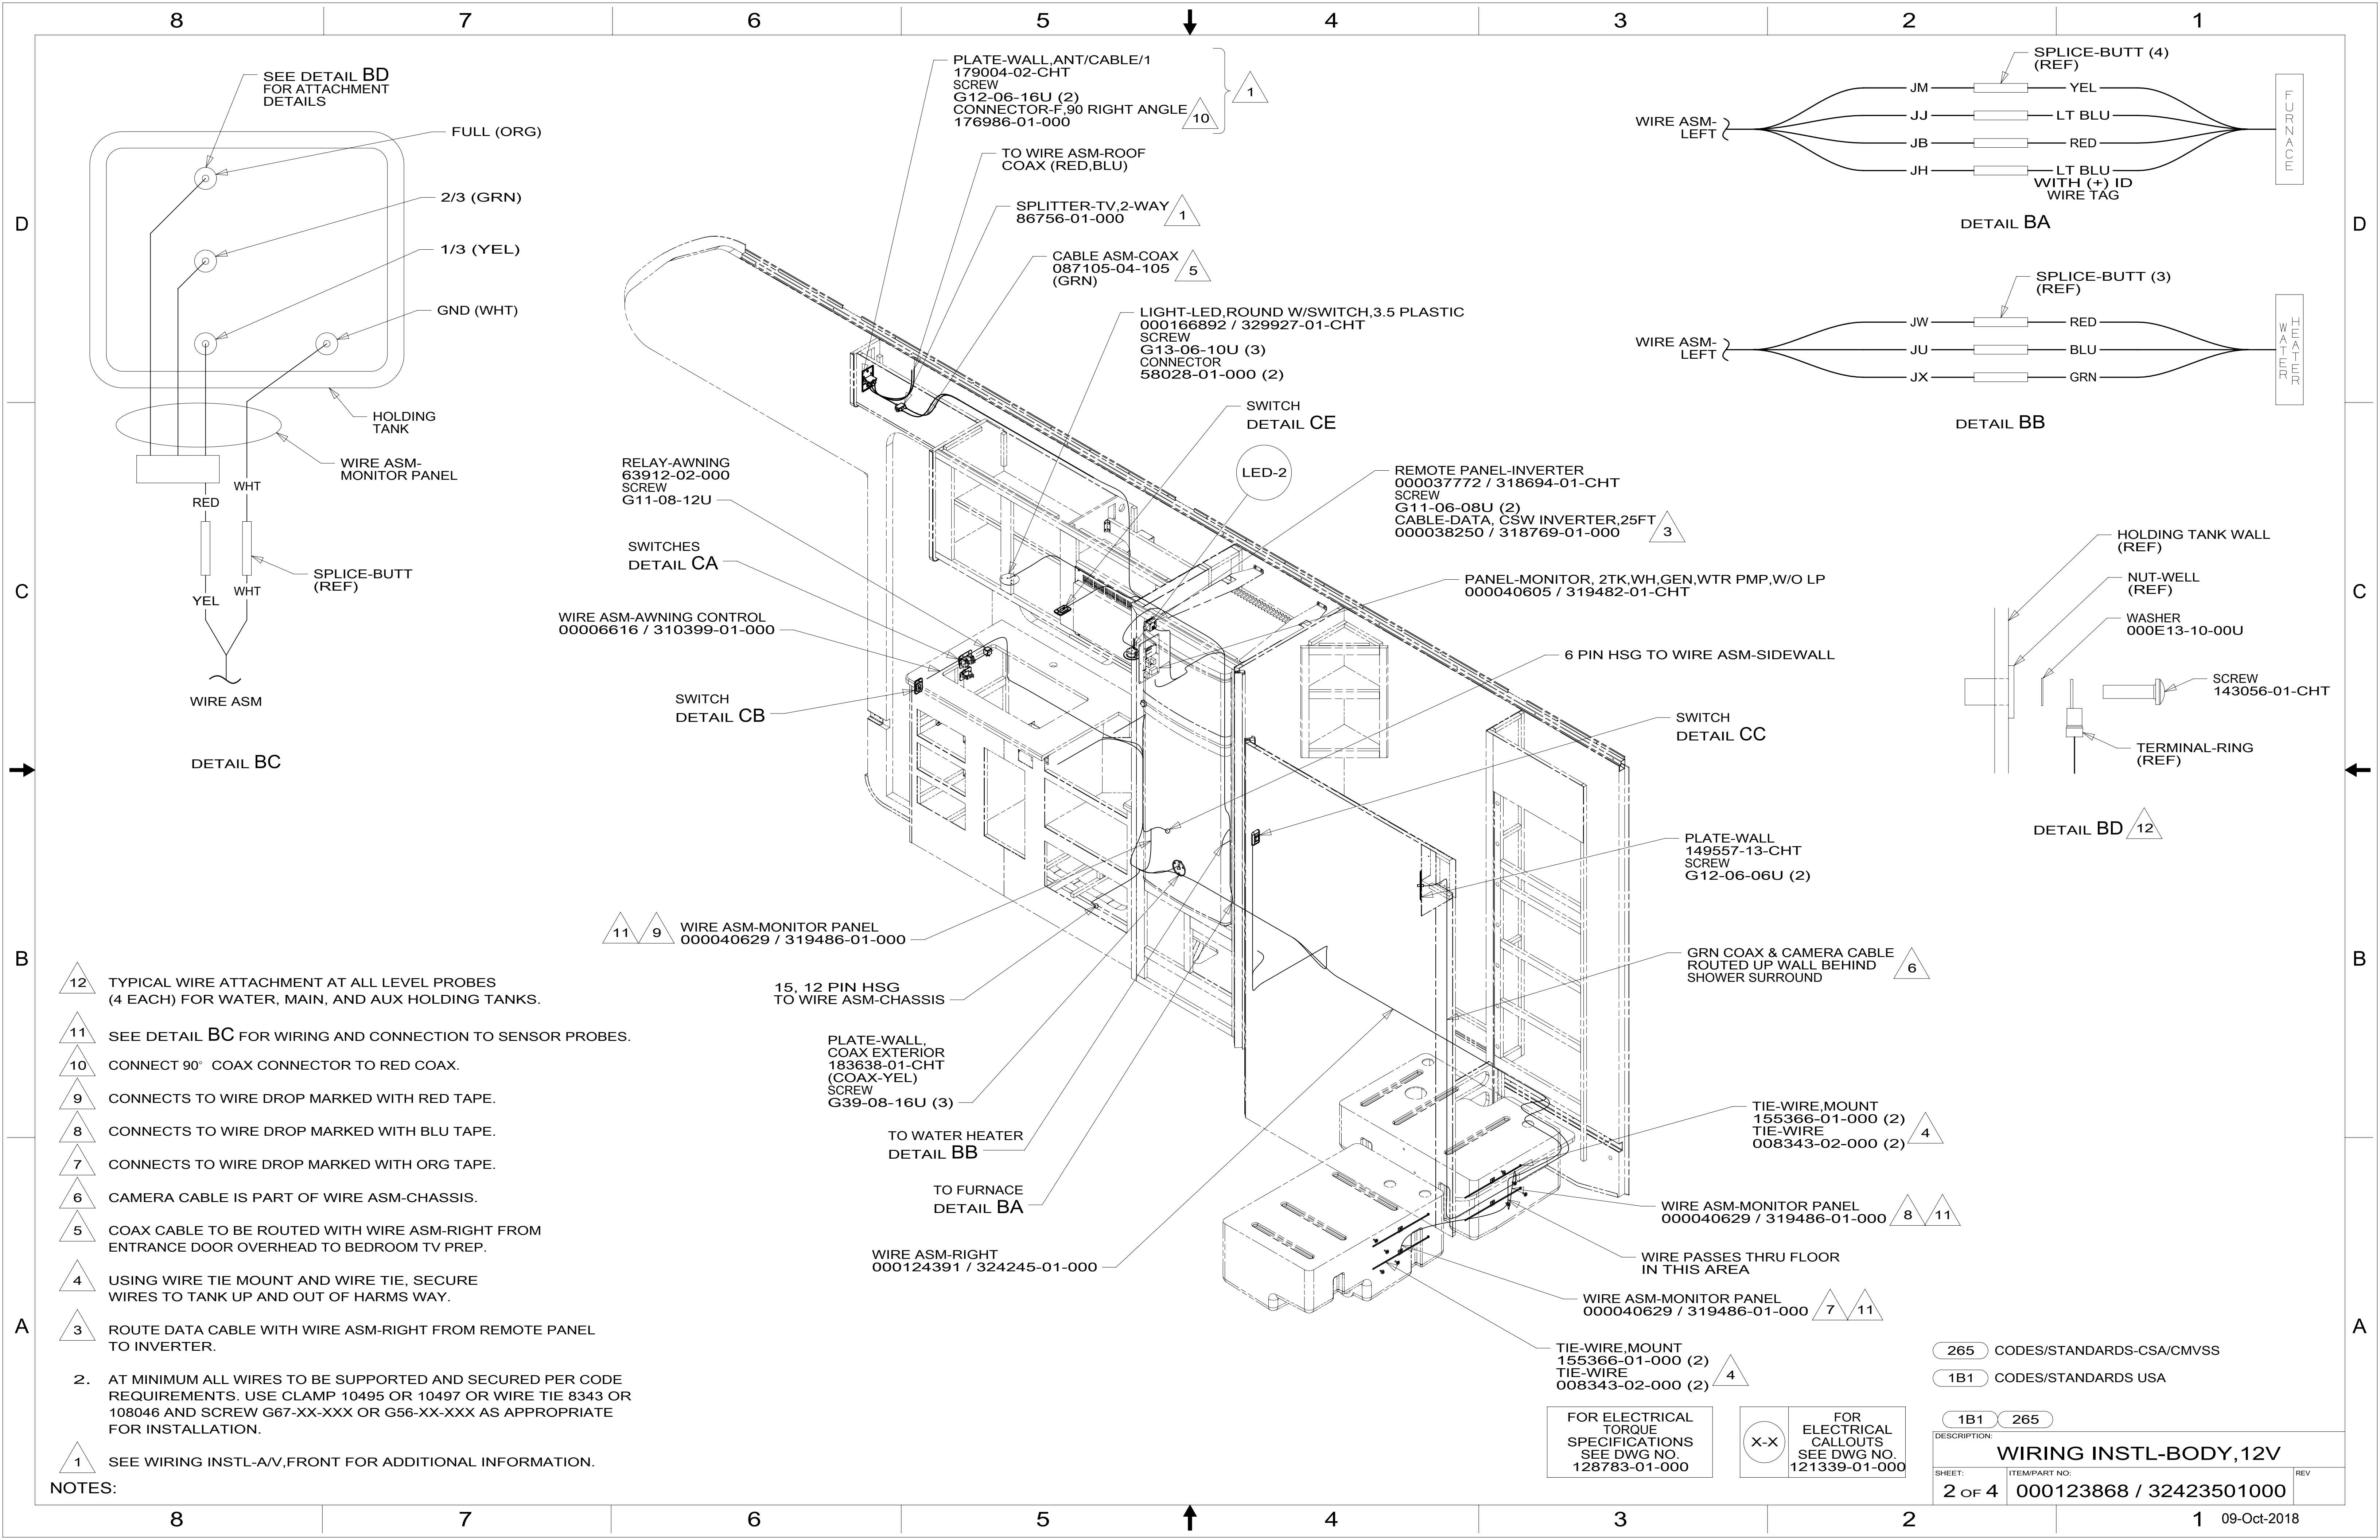 8 7 6 5 4 3 2 1
SEE DETAIL BD
FOR ATTACHMENT
DETAILS
FULL (ORG)
2/3 (GRN)
1/3 (YEL)
GND (WHT)
HOLDING
TANK
WIRE ASM-
MONITOR PANEL
RED
WHT
SPLICE-BUTT
(REF)
YEL
WHT
WIRE ASM
DETAIL BC
PLATE-WALL,ANT/CABLE/1
179004-02-CHT
SCREW
G12-06-16U (2)
CONNECTOR-F,90 RIGHT ANGLE
176986-01-000
10
1
TO WIRE ASM-ROOF
COAX (RED,BLU)
SPLITTER-TV,2-WAY
86756-01-000
1
CABLE ASM-COAX
087105-04-105
(GRN)
5
LIGHT-LED,ROUND W/SWITCH,3.5 PLASTIC
000166892 / 329927-01-CHT
SCREW
G13-06-10U (3)
CONNECTOR
58028-01-000 (2)
SWITCH
DETAIL CE
LED-2
RELAY-AWNING
63912-02-000
SCREW
G11-08-12U
SWITCHES
DETAIL CA
WIRE ASM-AWNING CONTROL
00006616 / 310399-01-000
SWITCH
DETAIL CB
REMOTE PANEL-INVERTER
000037772 / 318694-01-CHT
SCREW
G11-06-08U (2)
CABLE-DATA, CSW INVERTER,25FT
000038250 / 318769-01-000
3
PANEL-MONITOR, 2TK,WH,GEN,WTR PMP,W/O LP
000040605 / 319482-01-CHT
6 PIN HSG TO WIRE ASM-SIDEWALL
SWITCH
DETAIL CC
PLATE-WALL
149557-13-CHT
SCREW
G12-06-06U (2)
GRN COAX & CAMERA CABLE
ROUTED UP WALL BEHIND
SHOWER SURROUND
6
TIE-WIRE,MOUNT
155366-01-000 (2)
TIE-WIRE
008343-02-000 (2)
4
WIRE ASM-MONITOR PANEL
000040629 / 319486-01-000
8 11
WIRE PASSES THRU FLOOR
IN THIS AREA
WIRE ASM-MONITOR PANEL
000040629 / 319486-01-000
7 11
TIE-WIRE,MOUNT
155366-01-000 (2)
TIE-WIRE
008343-02-000 (2)
4
11 9
WIRE ASM-MONITOR PANEL
000040629 / 319486-01-000
15, 12 PIN HSG
TO WIRE ASM-CHASSIS
PLATE-WALL,
COAX EXTERIOR
183638-01-CHT
(COAX-YEL)
SCREW
G39-08-16U (3)
TO WATER HEATER
DETAIL BB
TO FURNACE
DETAIL BA
WIRE ASM-RIGHT
000124391 / 324245-01-000
SPLICE-BUTT (4)
(REF)
WIRE ASM-
LEFT
JM YEL
JJ LT BLU
JB RED
JH LT BLU
WITH (+) ID
WIRE TAG
FURNACE
DETAIL BA
SPLICE-BUTT (3)
(REF)
WIRE ASM-
LEFT
JW RED
JU BLU
JX GRN
WATER
HEATER
DETAIL BB
HOLDING TANK WALL
(REF)
NUT-WELL
(REF)
WASHER
000E13-10-00U
SCREW
143056-01-CHT
TERMINAL-RING
(REF)
DETAIL BD 12
D
C
B
A
D
C
B
A
12 TYPICAL WIRE ATTACHMENT AT ALL LEVEL PROBES
(4 EACH) FOR WATER, MAIN, AND AUX HOLDING TANKS.
11 SEE DETAIL BC FOR WIRING AND CONNECTION TO SENSOR PROBES.
10 CONNECT 90° COAX CONNECTOR TO RED COAX.
9 CONNECTS TO WIRE DROP MARKED WITH RED TAPE.
8 CONNECTS TO WIRE DROP MARKED WITH BLU TAPE.
7 CONNECTS TO WIRE DROP MARKED WITH ORG TAPE.
6 CAMERA CABLE IS PART OF WIRE ASM-CHASSIS.
5 COAX CABLE TO BE ROUTED WITH WIRE ASM-RIGHT FROM
ENTRANCE DOOR OVERHEAD TO BEDROOM TV PREP.
4 USING WIRE TIE MOUNT AND WIRE TIE, SECURE
WIRES TO TANK UP AND OUT OF HARMS WAY.
3 ROUTE DATA CABLE WITH WIRE ASM-RIGHT FROM REMOTE PANEL
TO INVERTER.
2. AT MINIMUM ALL WIRES TO BE SUPPORTED AND SECURED PER CODE
REQUIREMENTS. USE CLAMP 10495 OR 10497 OR WIRE TIE 8343 OR
108046 AND SCREW G67-XX-XXX OR G56-XX-XXX AS APPROPRIATE
FOR INSTALLATION.
1 SEE WIRING INSTL-A/V,FRONT FOR ADDITIONAL INFORMATION.
NOTES:
FOR ELECTRICAL
TORQUE
SPECIFICATIONS
SEE DWG NO.
128783-01-000
X-X
FOR
ELECTRICAL
CALLOUTS
SEE DWG NO.
121339-01-000
265 CODES/STANDARDS-CSA/CMVSS
1B1 CODES/STANDARDS USA
1B1 265
DESCRIPTION:
WIRING INSTL-BODY,12V
SHEET: ITEM/PART NO: REV
2 OF 4 000123868 / 32423501000
8 7 6 5 4 3 2 1
09-Oct-2018